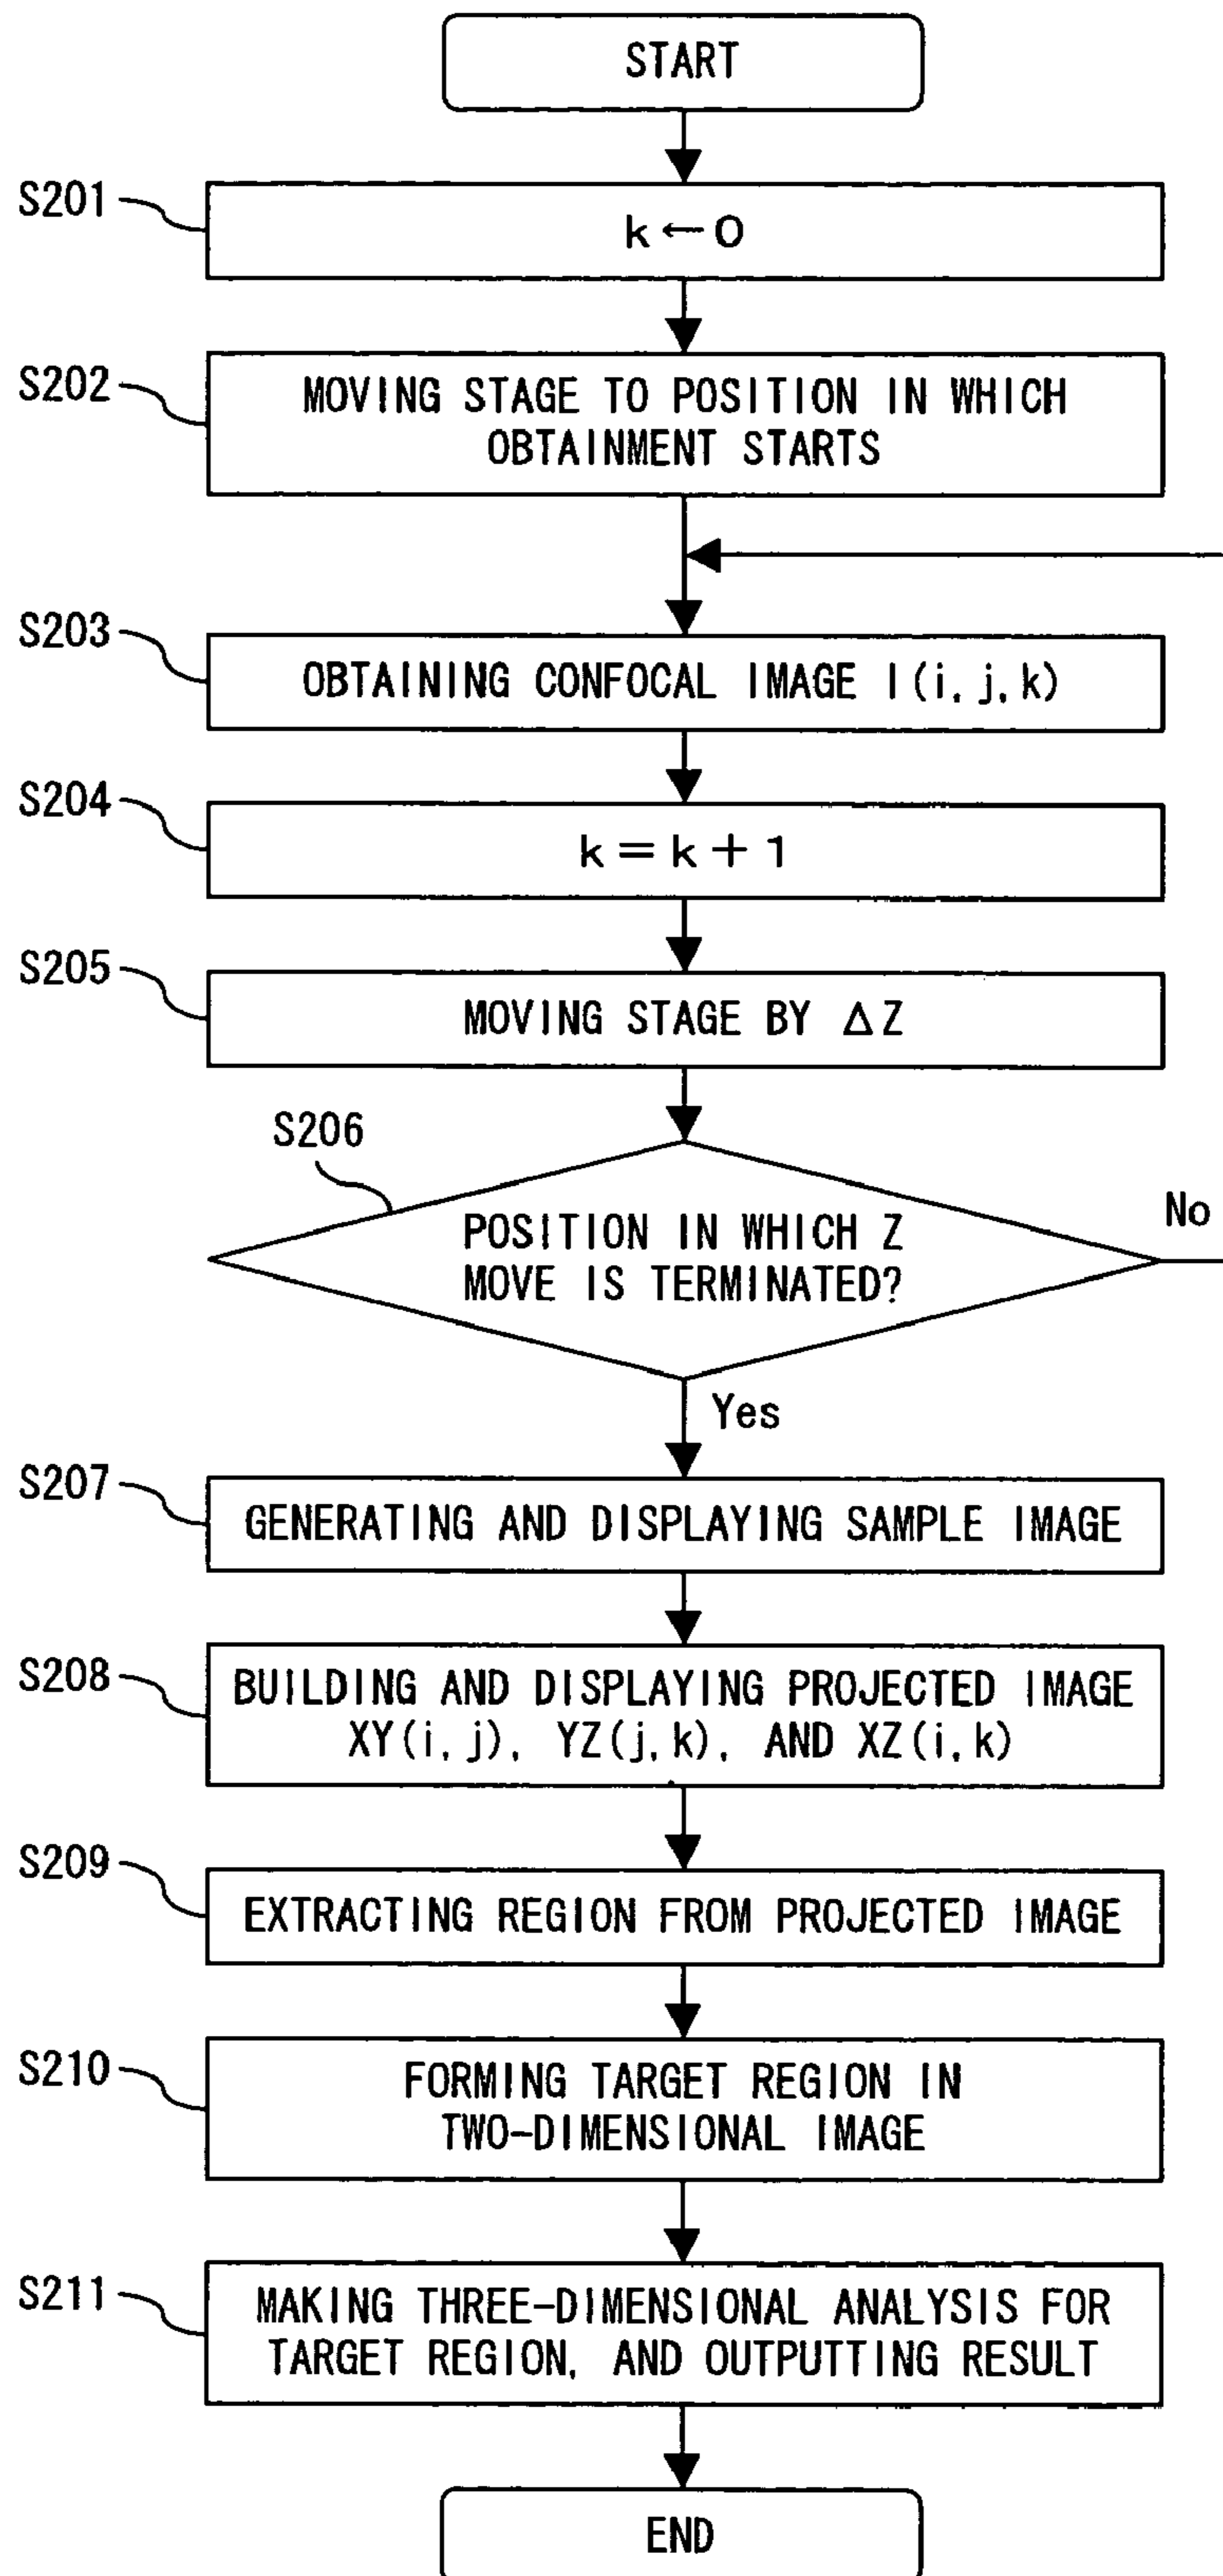 START
S201
k ← 0
S202
MOVING STAGE TO POSITION IN WHICH
OBTAINMENT STARTS
S203
OBTAINING CONFOCAL IMAGE I(i, j, k)
S204
k = k + 1
S205
MOVING STAGE BY ΔZ
S206
POSITION IN WHICH Z
MOVE IS TERMINATED?
No
Yes
S207
GENERATING AND DISPLAYING SAMPLE IMAGE
S208
BUILDING AND DISPLAYING PROJECTED IMAGE
XY(i, j), YZ(j, k), AND XZ(i, k)
S209
EXTRACTING REGION FROM PROJECTED IMAGE
S210
FORMING TARGET REGION IN
TWO-DIMENSIONAL IMAGE
S211
MAKING THREE-DIMENSIONAL ANALYSIS FOR
TARGET REGION, AND OUTPUTTING RESULT
END